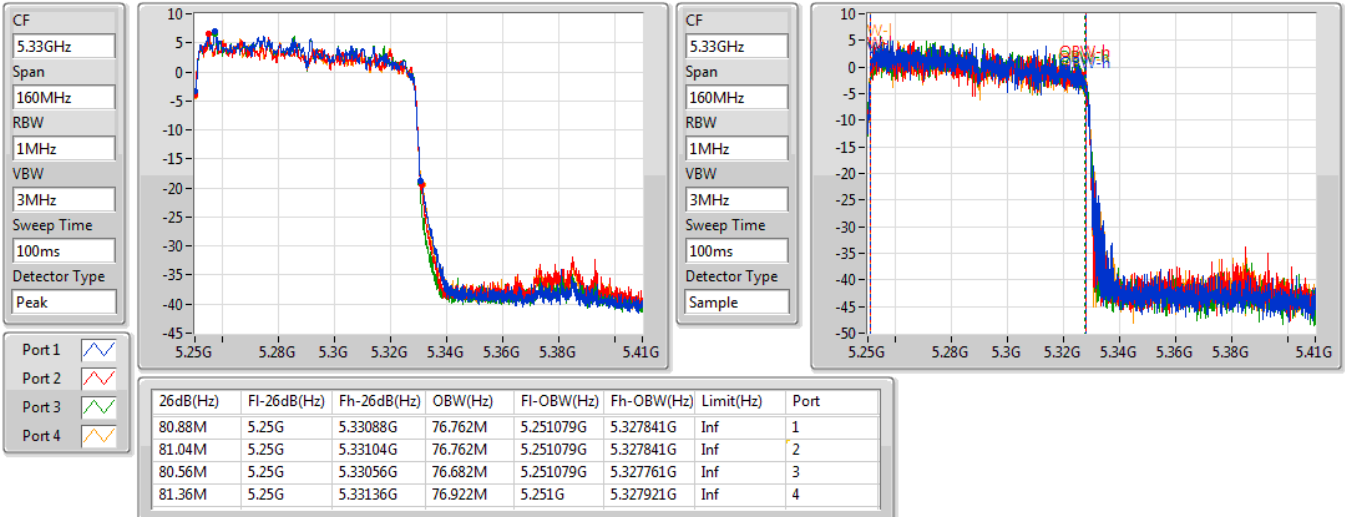 CF
5.33GHz
Span
160MHz
RBW
1MHz
VBW
3MHz
Sweep Time
100ms
Detector Type
Peak
10
5
0
-5
-10
-15
-20
-25
-30
-35
-40
-45
5.25G 5.28G 5.3G 5.32G 5.34G 5.36G 5.38G 5.41G
CF
5.33GHz
Span
160MHz
RBW
1MHz
VBW
3MHz
Sweep Time
100ms
Detector Type
Sample
10
5
0
-5
-10
-15
-20
-25
-30
-35
-40
-45
-50
OBW-h
5.25G 5.28G 5.3G 5.32G 5.34G 5.36G 5.38G 5.41G
Port 1
Port 2
Port 3
Port 4
26dB(Hz) Fl-26dB(Hz) Fh-26dB(Hz) OBW(Hz) Fl-OBW(Hz) Fh-OBW(Hz) Limit(Hz) Port
80.88M 5.25G 5.33088G 76.762M 5.251079G 5.327841G Inf 1
81.04M 5.25G 5.33104G 76.762M 5.251079G 5.327841G Inf 2
80.56M 5.25G 5.33056G 76.682M 5.251079G 5.327761G Inf 3
81.36M 5.25G 5.33136G 76.922M 5.251G 5.327921G Inf 4